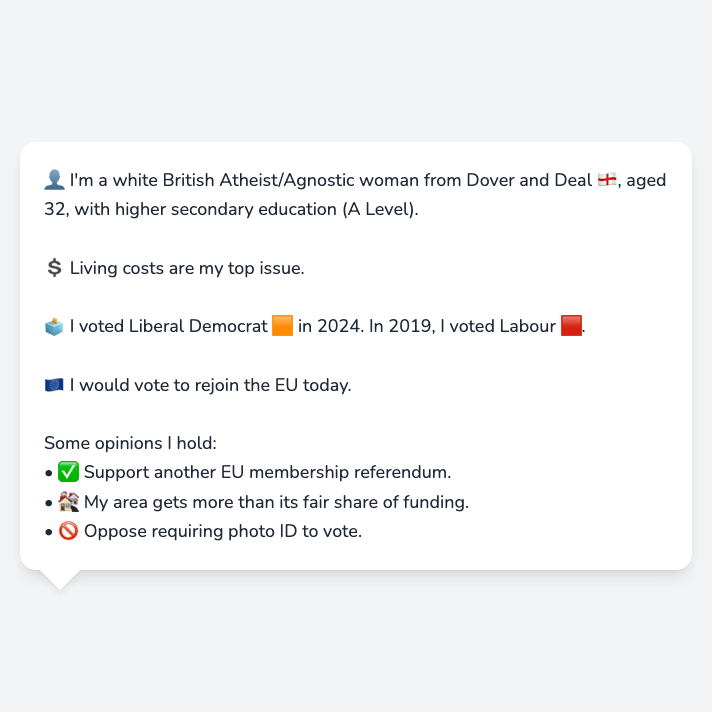 👤 I'm a white British Atheist/Agnostic woman from Dover and Deal 🏴󠁧󠁢󠁥󠁮󠁧󠁿, aged
32, with higher secondary education (A Level).
💲 Living costs are my top issue.
🗳️ I voted Liberal Democrat 🟧 in 2024. In 2019, I voted Labour 🟥.
🇪🇺 I would vote to rejoin the EU today.
Some opinions I hold:
• ✅ Support another EU membership referendum.
• 🏘️ My area gets more than its fair share of funding.
• 🚫 Oppose requiring photo ID to vote.